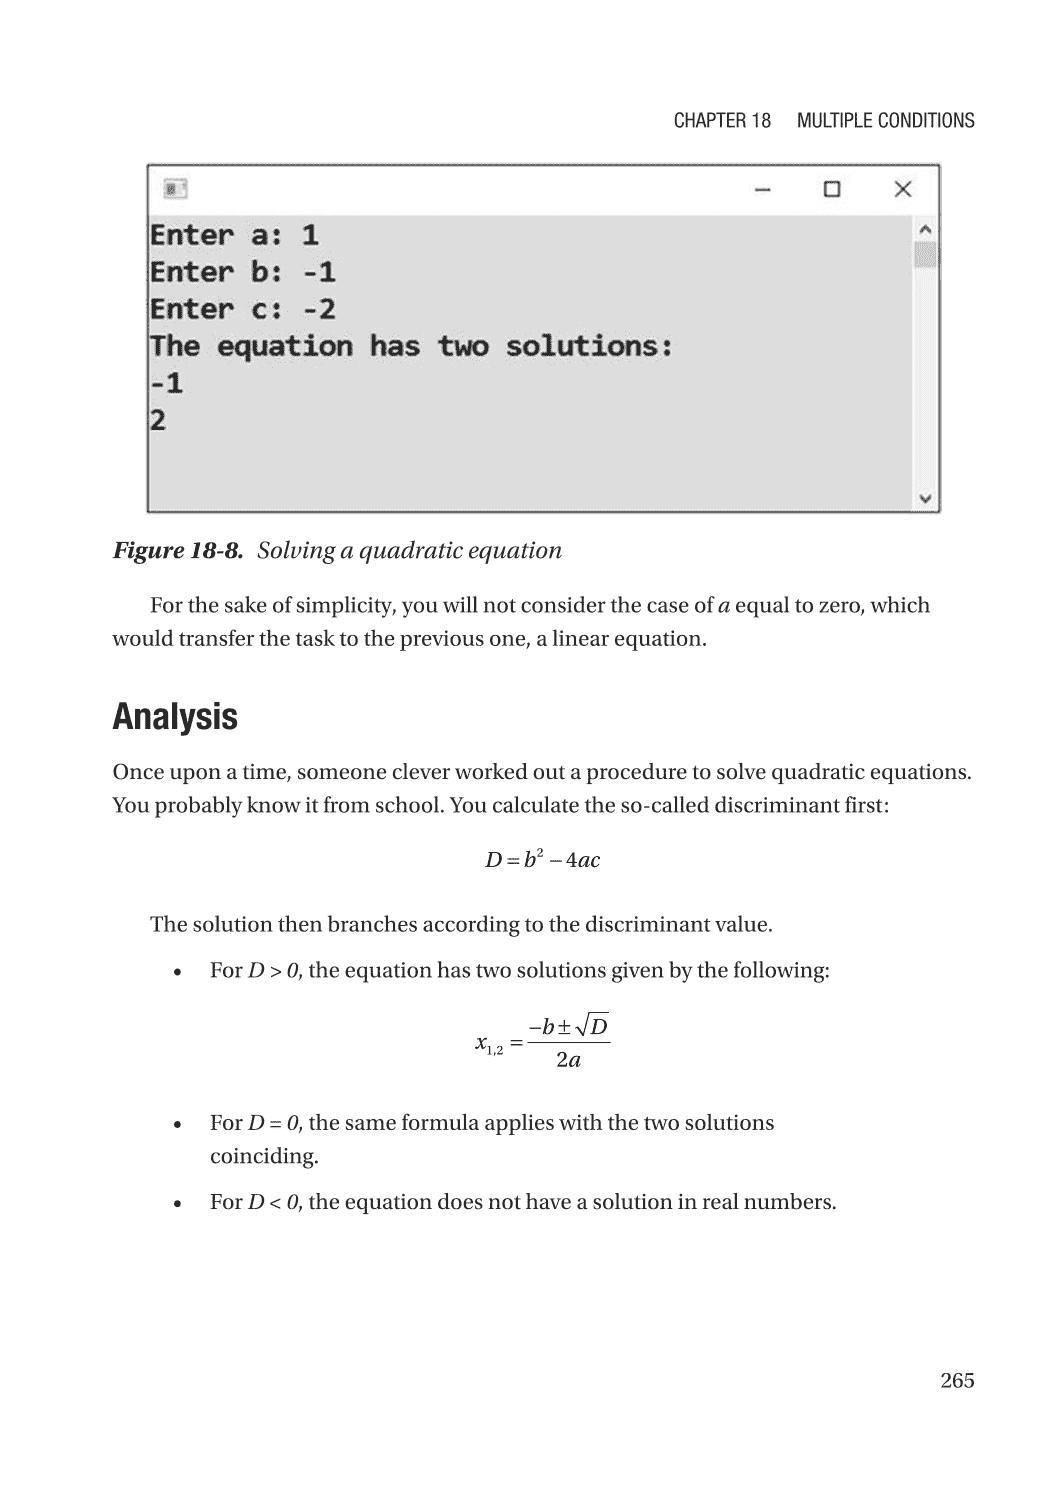 CHAPTER 18 MULTIPLE CONDITIONS
Enter a: 1
Enter b: -1
Enter c: -2
The equation has two solutions:
-1
2
Figure 18-8. Solving a quadratic equation
For the sake of simplicity, you will not consider the case of a equal to zero, which
would transfer the task to the previous one, a linear equation.
Analysis
Once upon a time, someone clever worked out a procedure to solve quadratic equations.
You probably know it from school. You calculate the so-called discriminant first:
D = b² – 4ac
The solution then branches according to the discriminant value.
• For D > 0, the equation has two solutions given by the following:
x₁,₂ = (–b ± √D) / 2a
• For D = 0, the same formula applies with the two solutions
coinciding.
• For D < 0, the equation does not have a solution in real numbers.
265